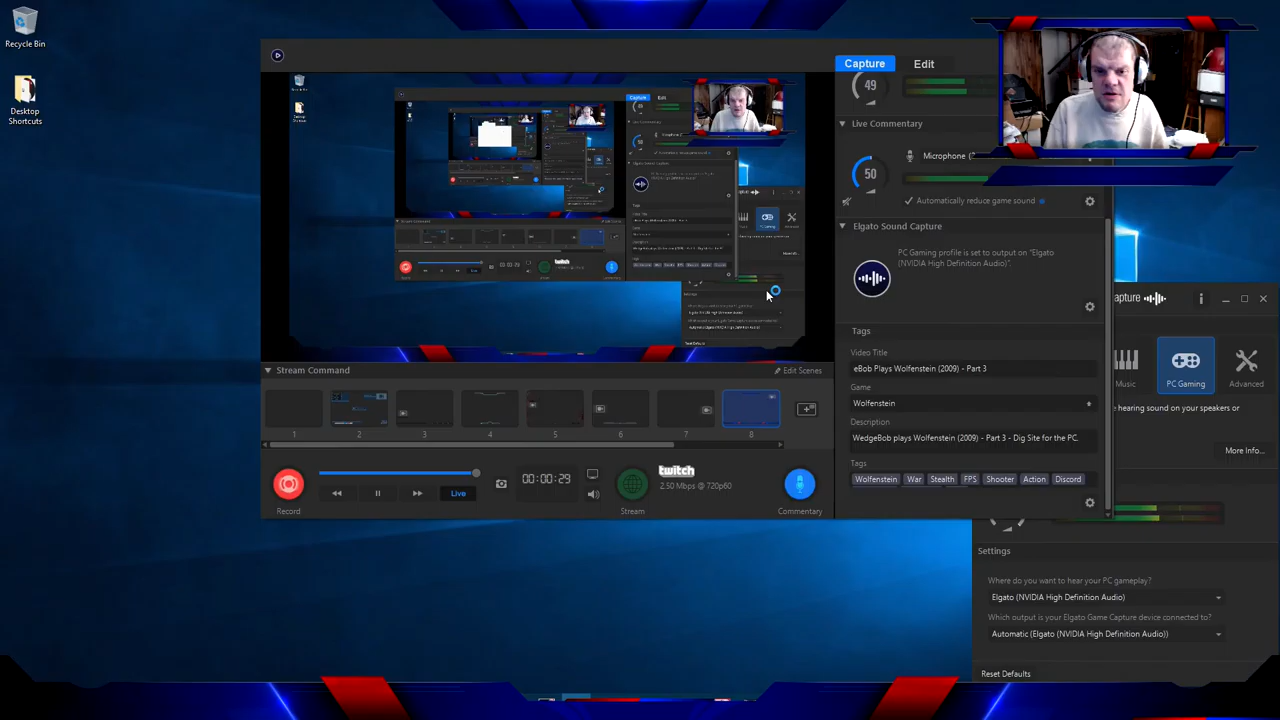 Recycle Bin
Desktop
Shortcuts
Capture
Edit
49
Live Commentary
50
Microphone (
Automatically reduce game sound
Elgato Sound Capture
PC Gaming profile is set to output on "Elgato
(NVIDIA High Definition Audio)".
Tags
Video Title
eBob Plays Wolfenstein (2009) - Part 3
Game
Wolfenstein
Description
WedgeBob plays Wolfenstein (2009) - Part 3 - Dig Site for the PC.
Tags
Wolfenstein War Stealth FPS Shooter Action Discord
Stream Command
Edit Scenes
1 2 3 4 5 6 7 8
00:00:29
Live
twitch
2.50 Mbps @ 720p60
Record
Stream
Commentary
apture
Music
PC Gaming
Advanced
hearing sound on your speakers or
More Info...
Settings
Where do you want to hear your PC gameplay?
Elgato (NVIDIA High Definition Audio)
Which output is your Elgato Game Capture device connected to?
Automatic (Elgato (NVIDIA High Definition Audio))
Reset Defaults